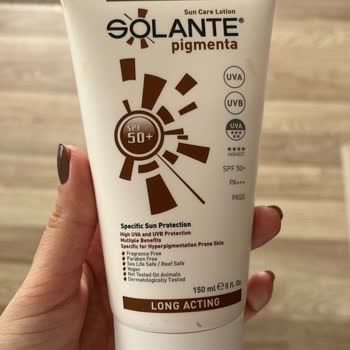 Sun Care Lotion
SOLANTE®
pigmenta
UVA
UVB
UVA
★★★★
HIGHEST
SPF
50+
SPF 50+
PA+++
PASS
Specific Sun Protection
High UVA and UVB Protection
Multiple Benefits
Specific for Hyperpigmentation Prone Skin
Fragrance Free
Paraben Free
Sea Life Safe / Reef Safe
Vegan
Not Tested On Animals
Dermatologically Tested
150 ml ℮ 5 fl. Oz
LONG ACTING